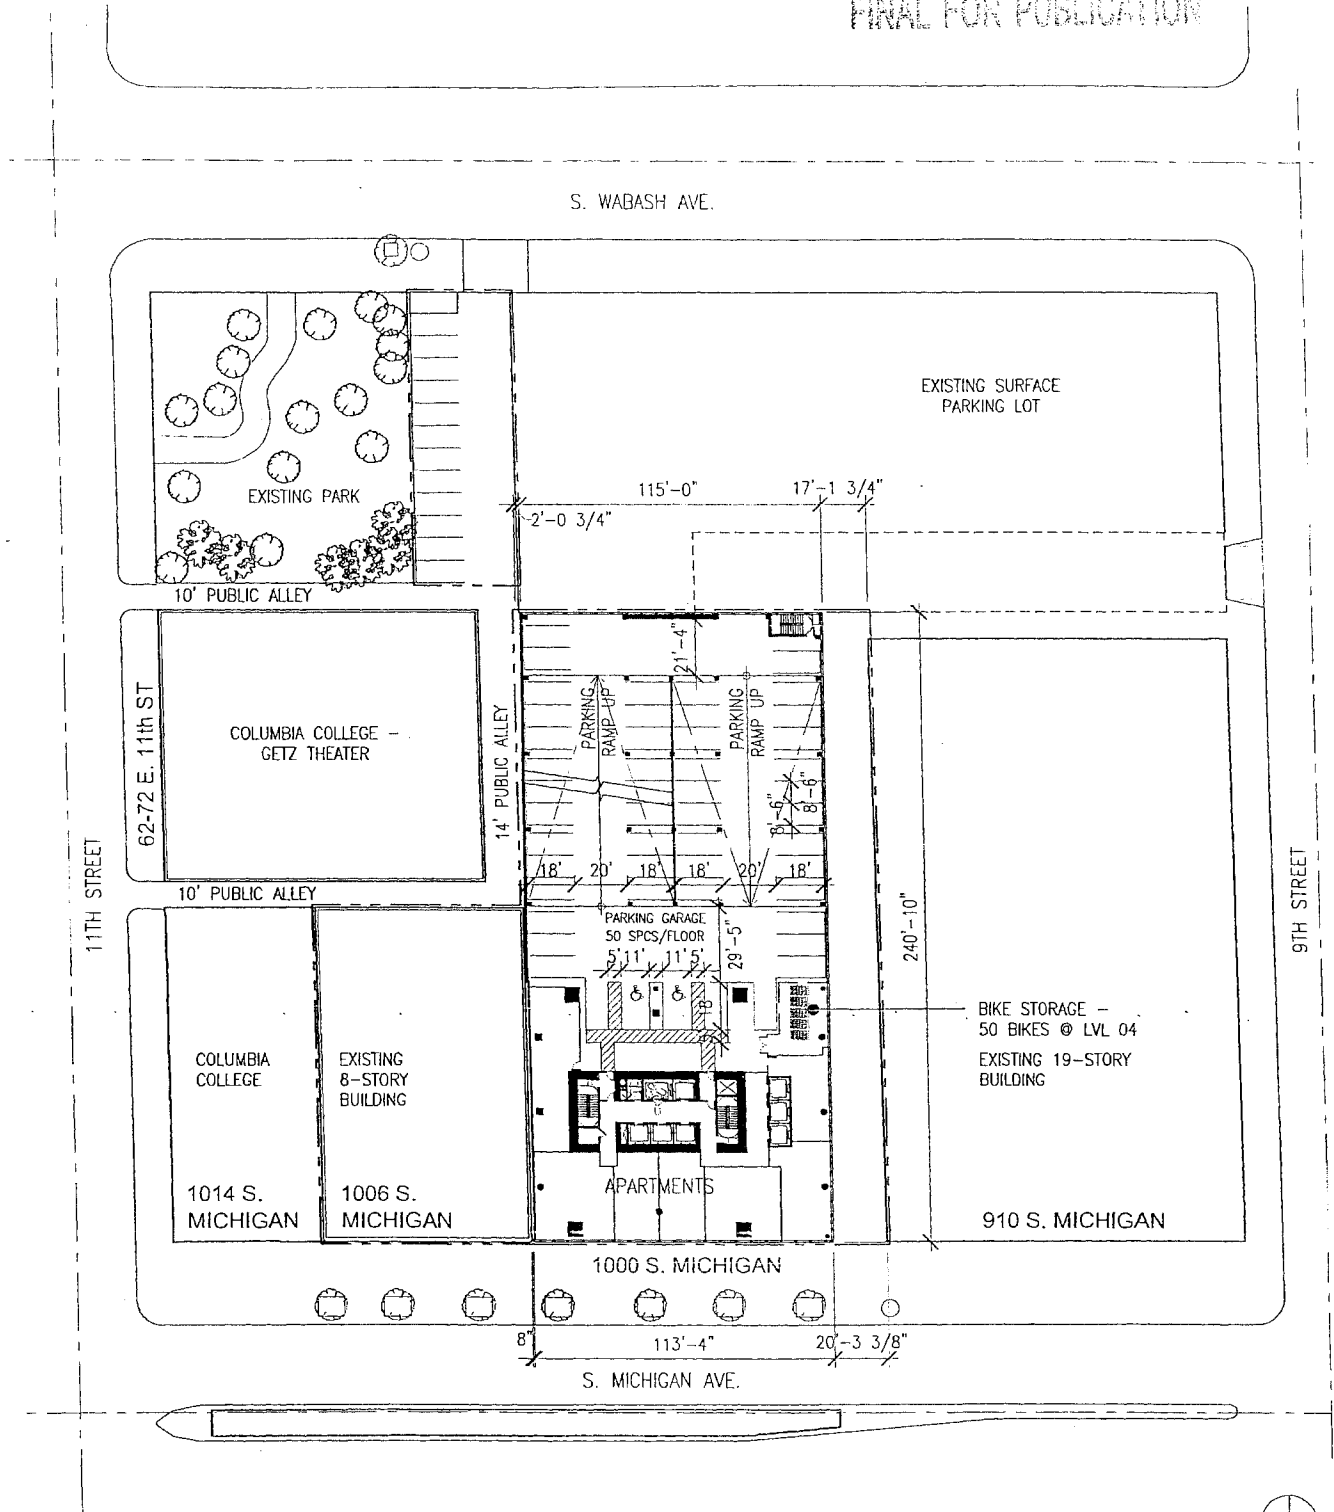 FINAL FOR PUBLICATION
S. WABASH AVE.
EXISTING SURFACE
PARKING LOT
EXISTING PARK
115'-0"
17'-1 3/4"
2'-0 3/4"
10' PUBLIC ALLEY
21'-4"
PARKING
RAMP UP
PARKING
RAMP UP
62-72 E. 11th ST
COLUMBIA COLLEGE -
GETZ THEATER
14' PUBLIC ALLEY
8'-6"
8'-6"
11TH STREET
9TH STREET
10' PUBLIC ALLEY
18'
20'
18'
18'
20'
18'
PARKING GARAGE
50 SPCS/FLOOR
29'-5"
240'-10"
5'
11'
11'
5'
18'
BIKE STORAGE -
50 BIKES @ LVL 04
COLUMBIA
COLLEGE
EXISTING
8-STORY
BUILDING
EXISTING 19-STORY
BUILDING
APARTMENTS
1014 S.
MICHIGAN
1006 S.
MICHIGAN
910 S. MICHIGAN
1000 S. MICHIGAN
8"
113'-4"
20'-3 3/8"
S. MICHIGAN AVE.